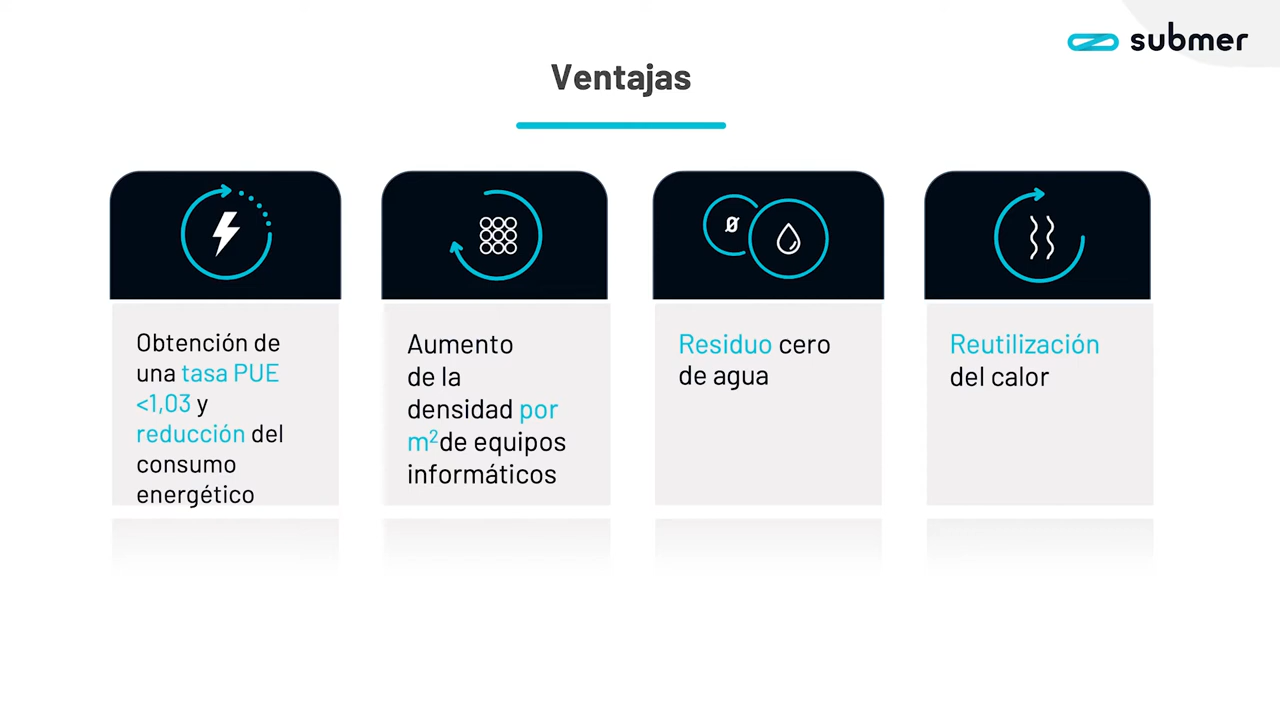 submer
Ventajas
Obtención de
una tasa PUE
<1,03 y
reducción del
consumo
energético
Aumento
de la
densidad por
m²de equipos
informáticos
Ø
Residuo cero
de agua
Reutilización
del calor